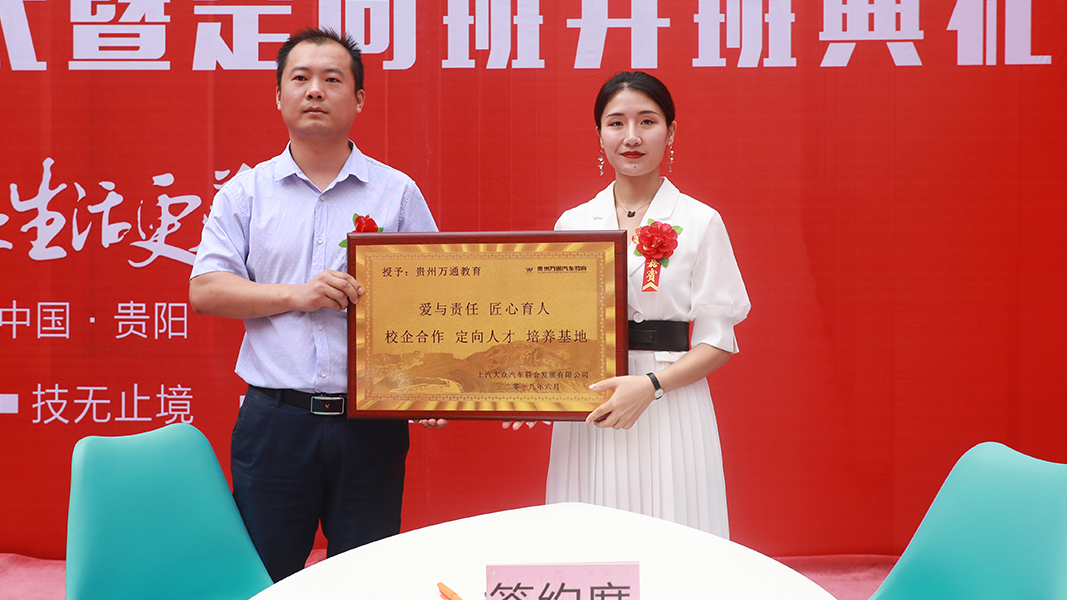 式暨定向班开班典礼
生活更
中国·贵阳
技无止境
嘉宾
授予：贵州万通教育
贵州万通汽车教育
爱与责任 匠心育人
校企合作 定向人才 培养基地
上汽大众汽车联合发展有限公司
二零一九年六月
签约席